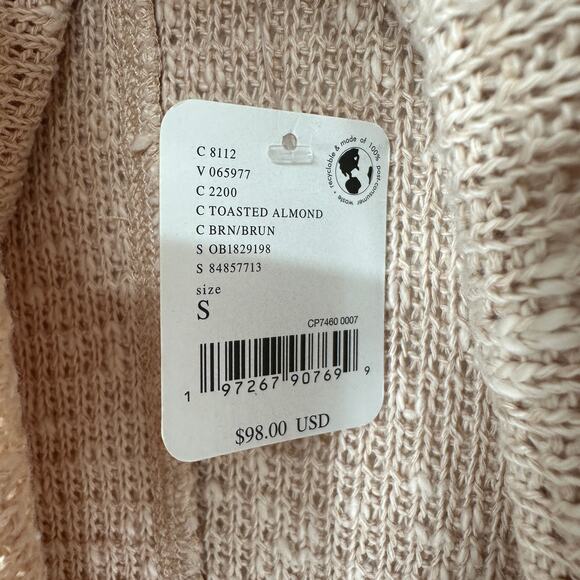 C 8112
V 065977
C 2200
C TOASTED ALMOND
C BRN/BRUN
S OB1829198
S 84857713
size
S
recyclable & made of 100% post-consumer waste
CP7460 0007
1 97267 90769 9
$98.00 USD